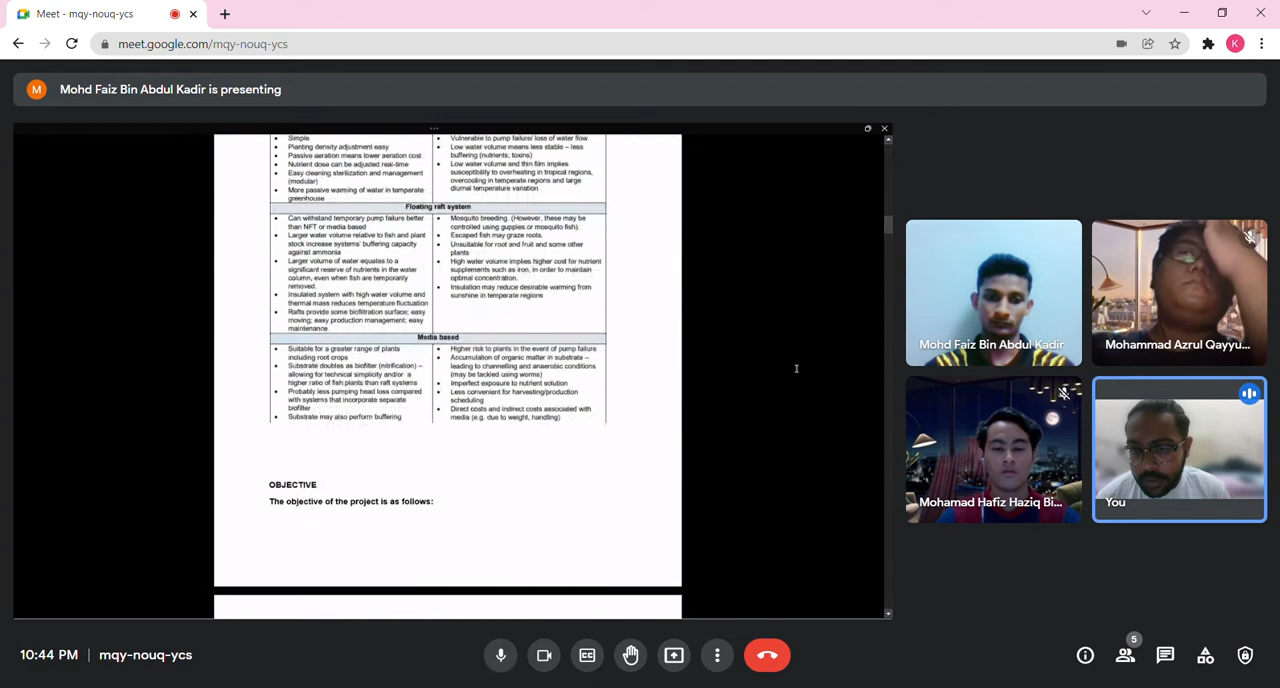 Meet - mqy-nouq-ycs
meet.google.com/mqy-nouq-ycs
K
M
Mohd Faiz Bin Abdul Kadir is presenting
Simple
Planting density adjustment easy
Passive aeration means lower aeration cost
Nutrient dose can be adjusted real-time
Easy cleaning sterilization and management
(modular)
More passive warming of water in temperate
greenhouse
Vulnerable to pump failure/ loss of water flow
Low water volume means less stable – less
buffering (nutrients, toxins)
Low water volume and thin film implies
susceptibility to overheating in tropical regions,
overcooling in temperate regions and large
diurnal temperature variation
Floating raft system
Can withstand temporary pump failure better
than NFT or media based
Larger water volume relative to fish and plant
stock increase systems' buffering capacity
against ammonia
Larger volume of water equates to a
significant reserve of nutrients in the water
column, even when fish are temporarily
removed.
Insulated system with high water volume and
thermal mass reduces temperature fluctuation
Rafts provide some biofiltration surface; easy
moving; easy production management; easy
maintenance.
Mosquito breeding. (However, these may be
controlled using guppies or mosquito fish).
Escaped fish may graze roots.
Unsuitable for root and fruit and some other
plants
High water volume implies higher cost for nutrient
supplements such as iron, in order to maintain
optimal concentration.
Insulation may reduce desirable warming from
sunshine in temperate regions
Media based
Suitable for a greater range of plants
including root crops
Substrate doubles as biofilter (nitrification) –
allowing for technical simplicity and/or a
higher ratio of fish plants than raft systems
Probably less pumping head loss compared
with systems that incorporate separate
biofilter
Substrate may also perform buffering
Higher risk to plants in the event of pump failure
Accumulation of organic matter in substrate –
leading to channelling and anaerobic conditions
(may be tackled using worms)
Imperfect exposure to nutrient solution
Less convenient for harvesting/production
scheduling
Direct costs and indirect costs associated with
media (e.g. due to weight, handling)
OBJECTIVE
The objective of the project is as follows:
Mohd Faiz Bin Abdul Kadir
Mohammad Azrul Qayyu...
Mohamad Hafiz Haziq Bi...
You
10:44 PM | mqy-nouq-ycs
5